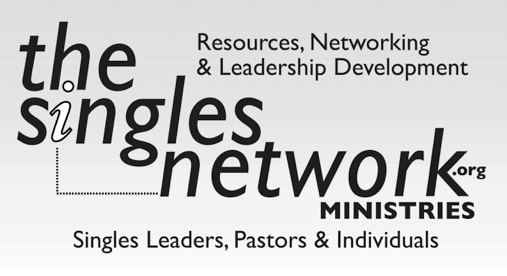 the
Resources, Networking
& Leadership Development
singles
network.org
MINISTRIES
Singles Leaders, Pastors & Individuals